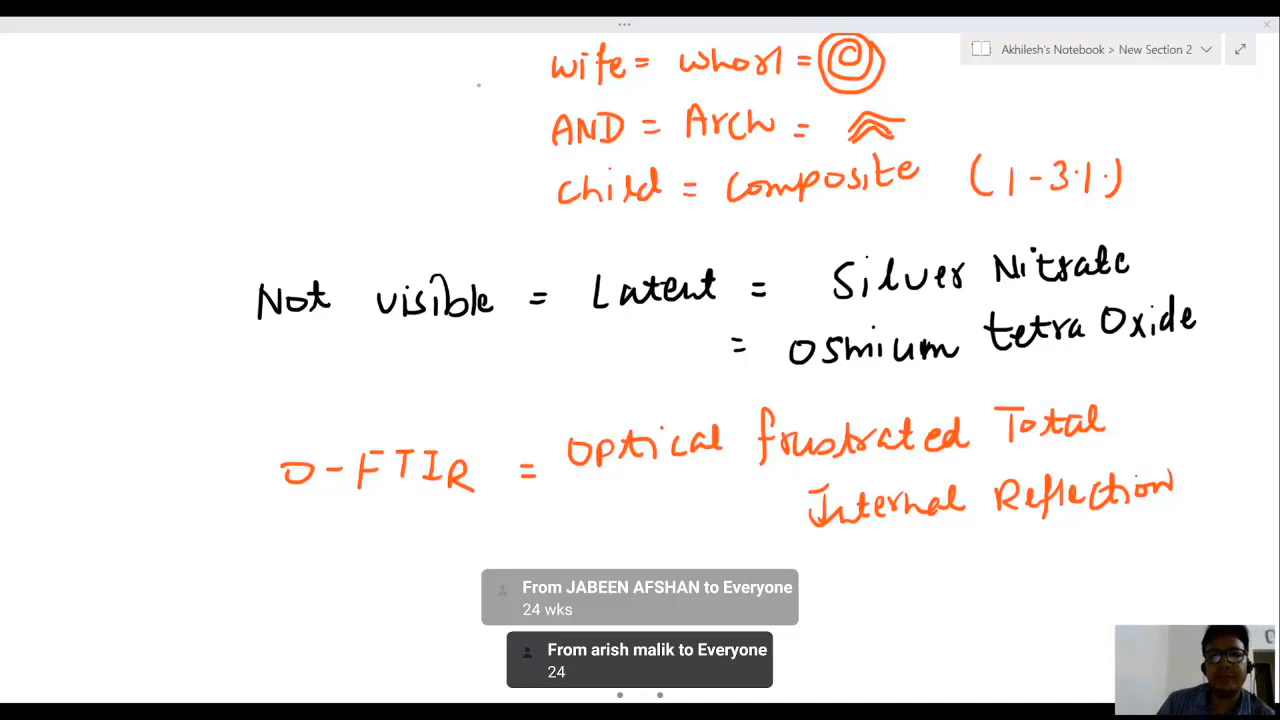 Akhilesh's Notebook > New Section 2
wife = whorl =
AND = Arch =
child = composite (1-3%)
Not visible = Latent = Silver Nitrate
= Osmium tetra Oxide
O-FTIR = Optical frustrated Total
Internal Reflection
From JABEEN AFSHAN to Everyone
24 wks
From arish malik to Everyone
24